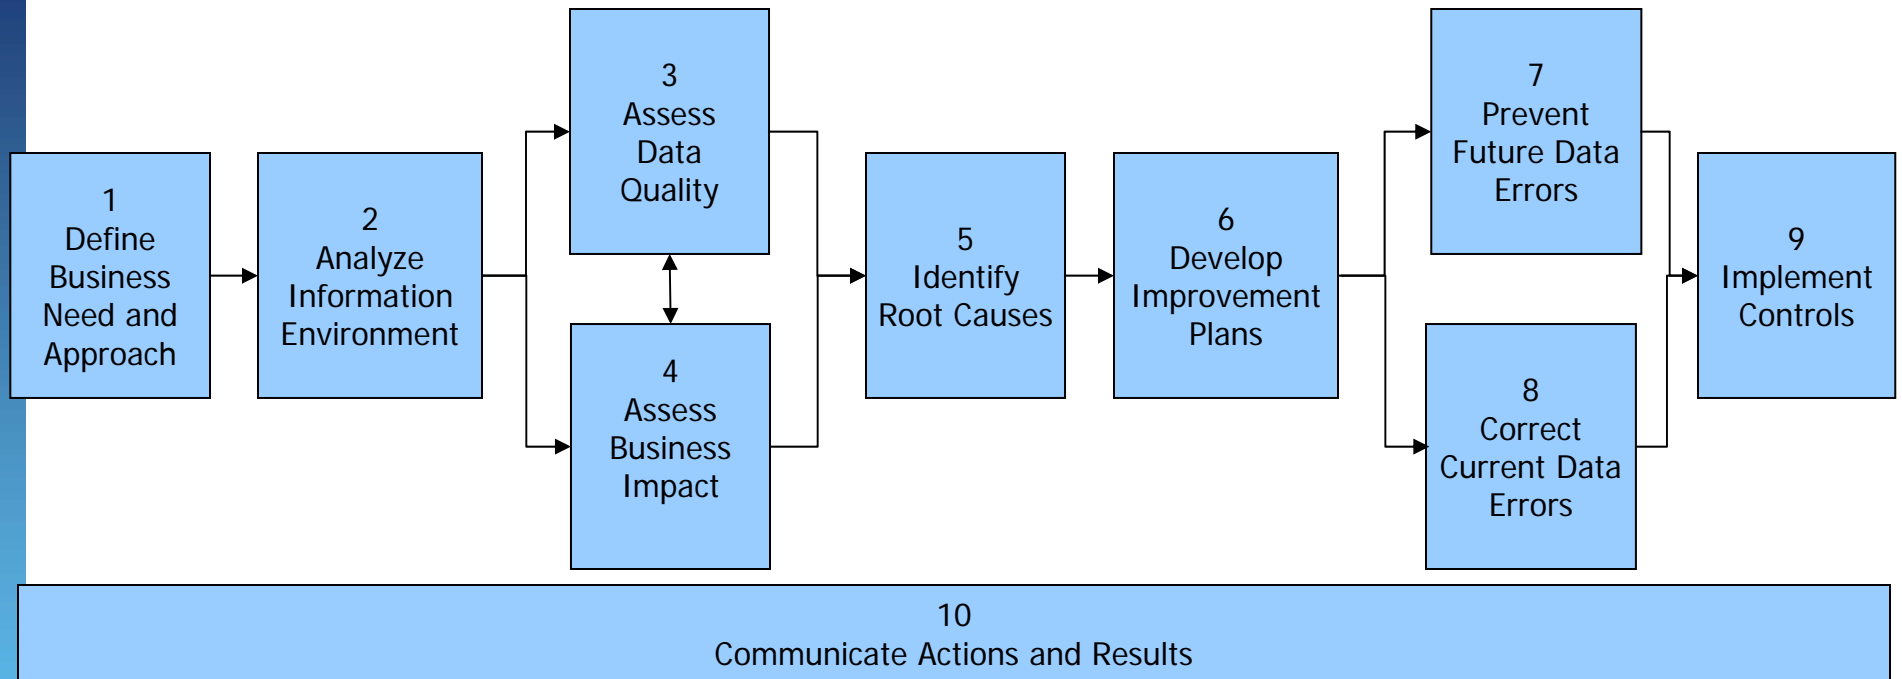 1
Define
Business
Need and
Approach
2
Analyze
Information
Environment
3
Assess
Data
Quality
4
Assess
Business
Impact
5
Identify
Root Causes
6
Develop
Improvement
Plans
7
Prevent
Future Data
Errors
8
Correct
Current Data
Errors
9
Implement
Controls
10
Communicate Actions and Results